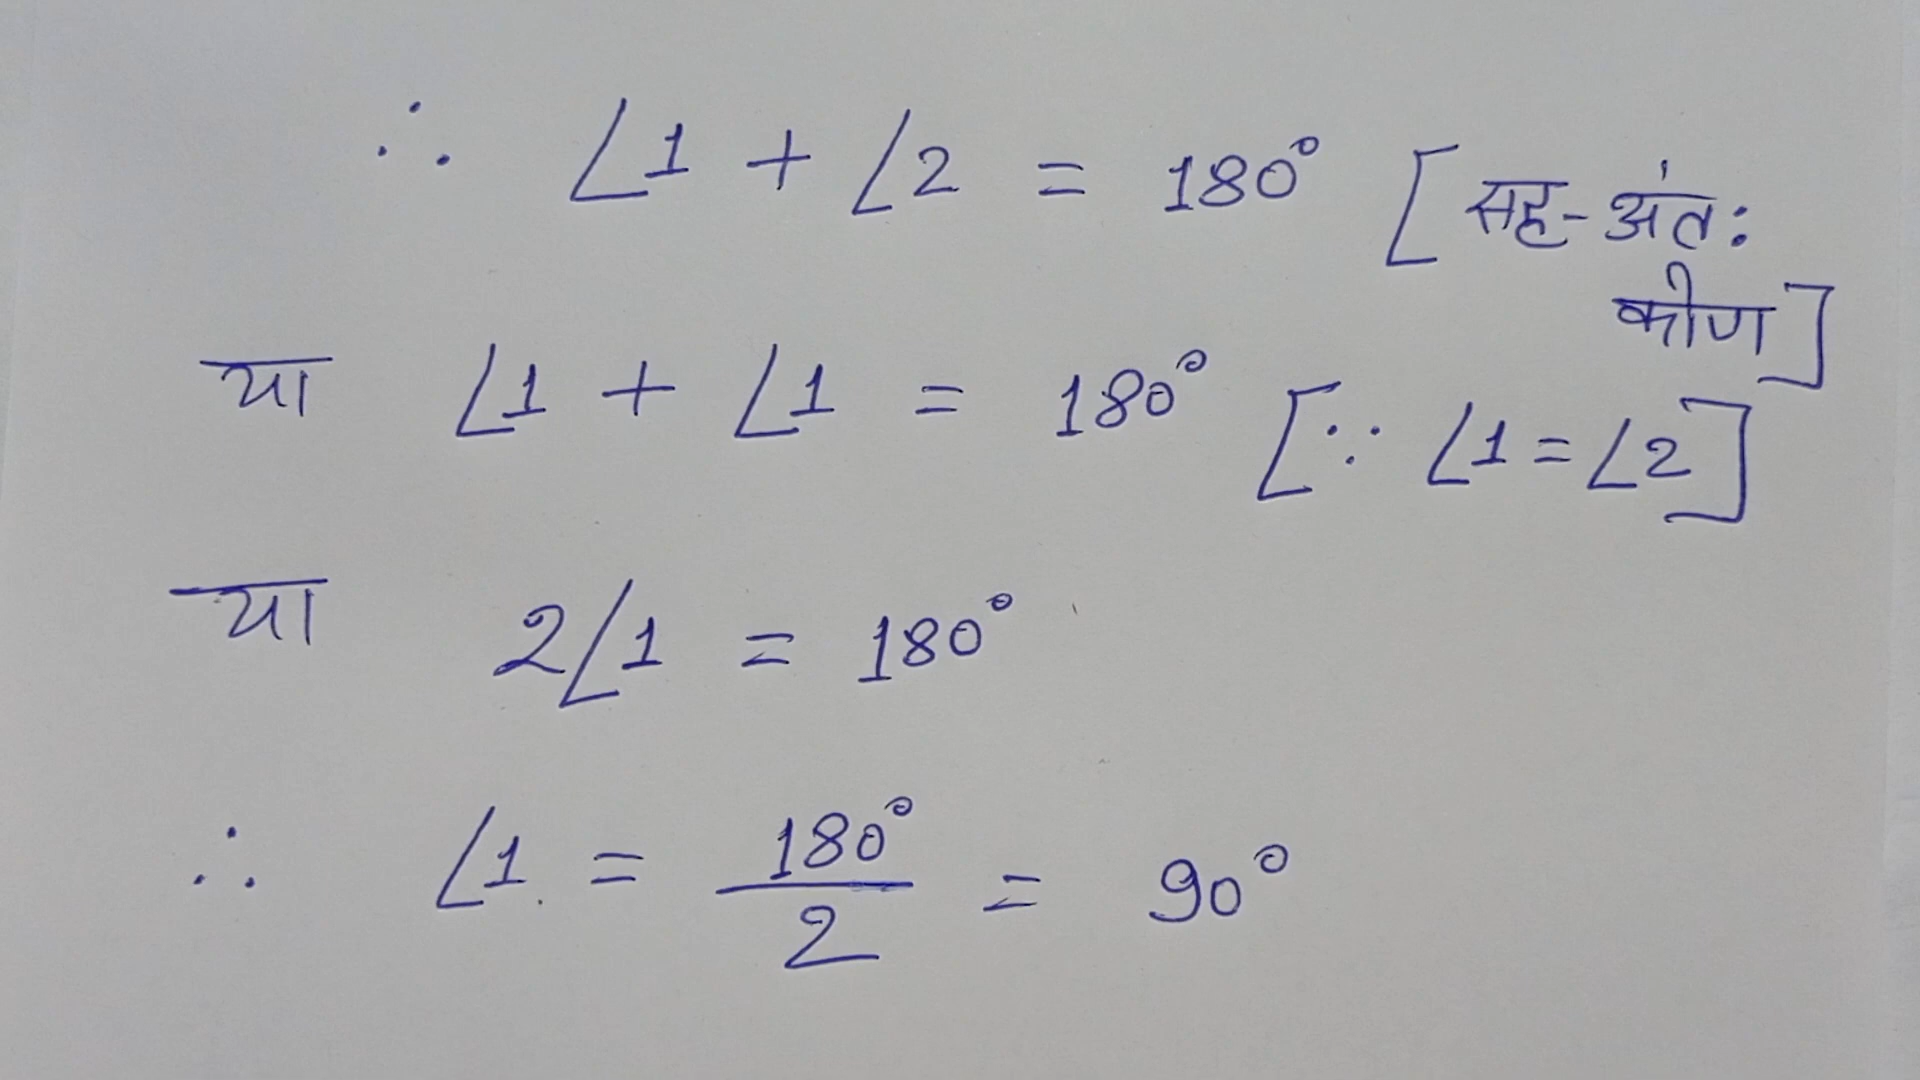 ∴ ∠1 + ∠2 = 180° [सह-अंत:
कोण]
या ∠1 + ∠1 = 180° [∵ ∠1 = ∠2]
या 2∠1 = 180°
∴ ∠1 = 180°/2 = 90°